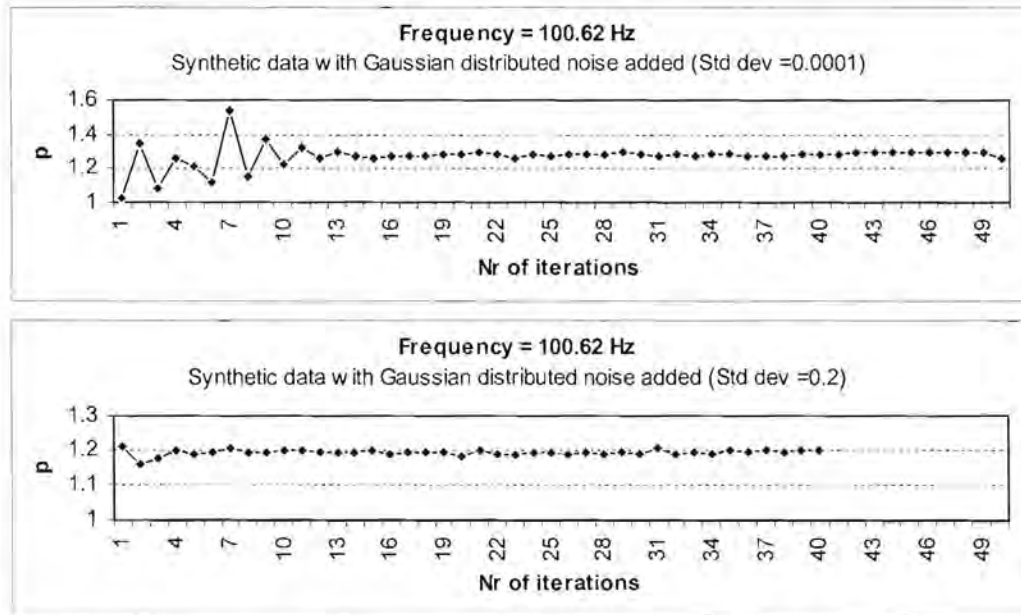 Frequency = 100.62 Hz
Synthetic data with Gaussian distributed noise added (Std dev =0.0001)
1.6
1.4
1.2
1
p
1 4 7 10 13 16 19 22 25 28 31 34 37 40 43 46 49
Nr of iterations
Frequency = 100.62 Hz
Synthetic data with Gaussian distributed noise added (Std dev =0.2)
1.3
1.2
1.1
1
p
1 4 7 10 13 16 19 22 25 28 31 34 37 40 43 46 49
Nr of iterations